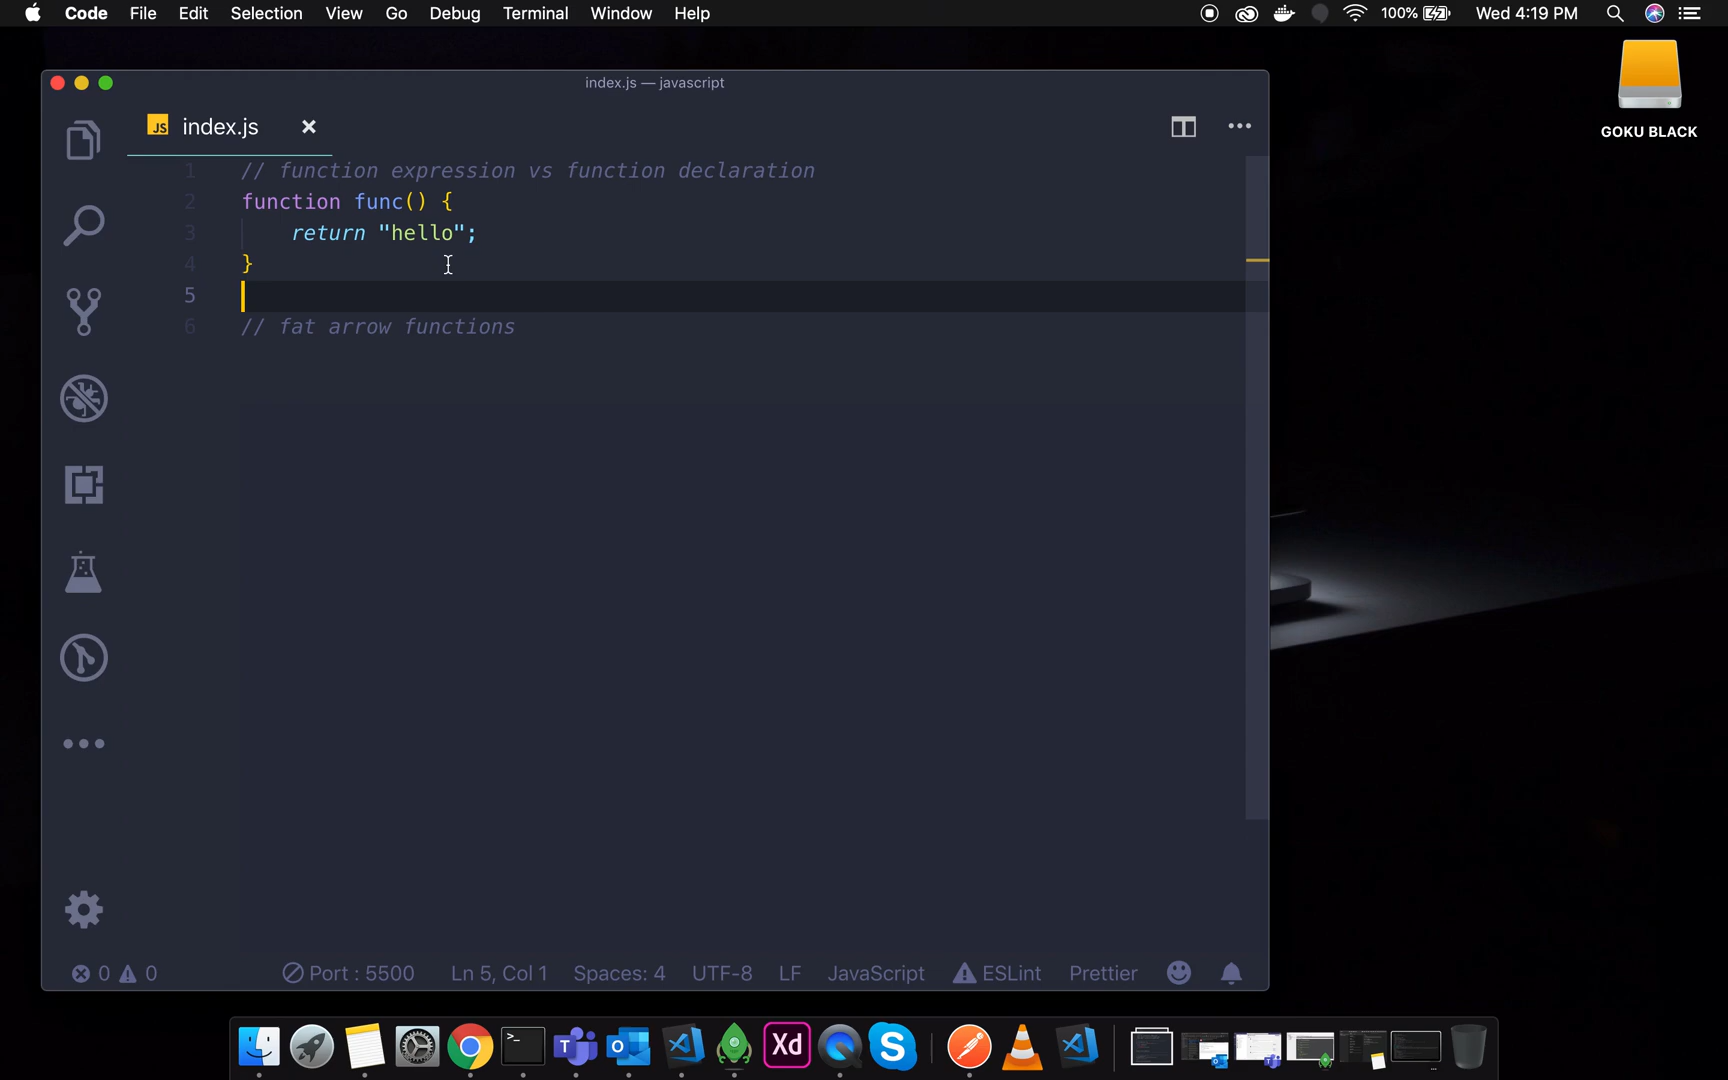 Code File Edit Selection View Go Debug Terminal Window Help 100% Wed 4:19 PM
GOKU BLACK
index.js — javascript
JS index.js
1 // function expression vs function declaration
2 function func() {
3 return "hello";
4 }
5
6 // fat arrow functions
0 0 Port : 5500 Ln 5, Col 1 Spaces: 4 UTF-8 LF JavaScript ESLint Prettier
>_ T Xd S